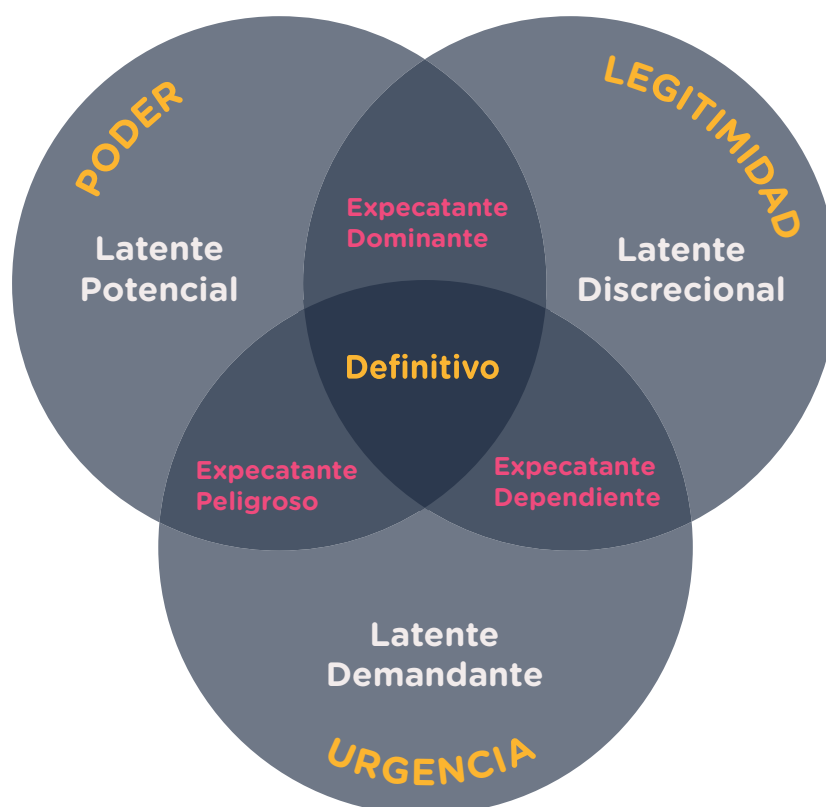 PODER
LEGITIMIDAD
Expecatante
Dominante
Latente
Potencial
Latente
Discrecional
Definitivo
Expecatante
Peligroso
Expecatante
Dependiente
Latente
Demandante
URGENCIA